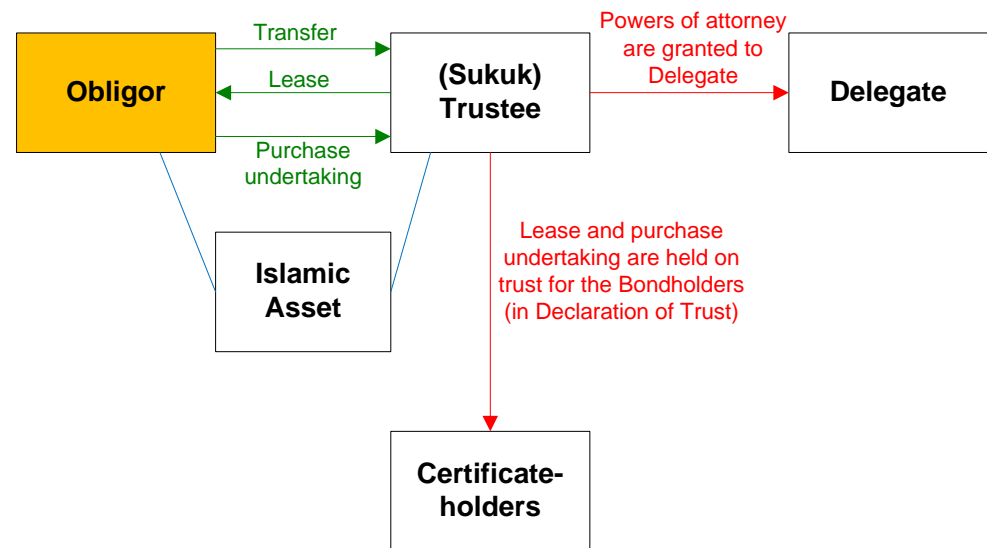 Obligor
Transfer
Lease
Purchase
undertaking
(Sukuk)
Trustee
Powers of attorney
are granted to
Delegate
Delegate
Islamic
Asset
Lease and purchase
undertaking are held on
trust for the Bondholders
(in Declaration of Trust)
Certificate-
holders